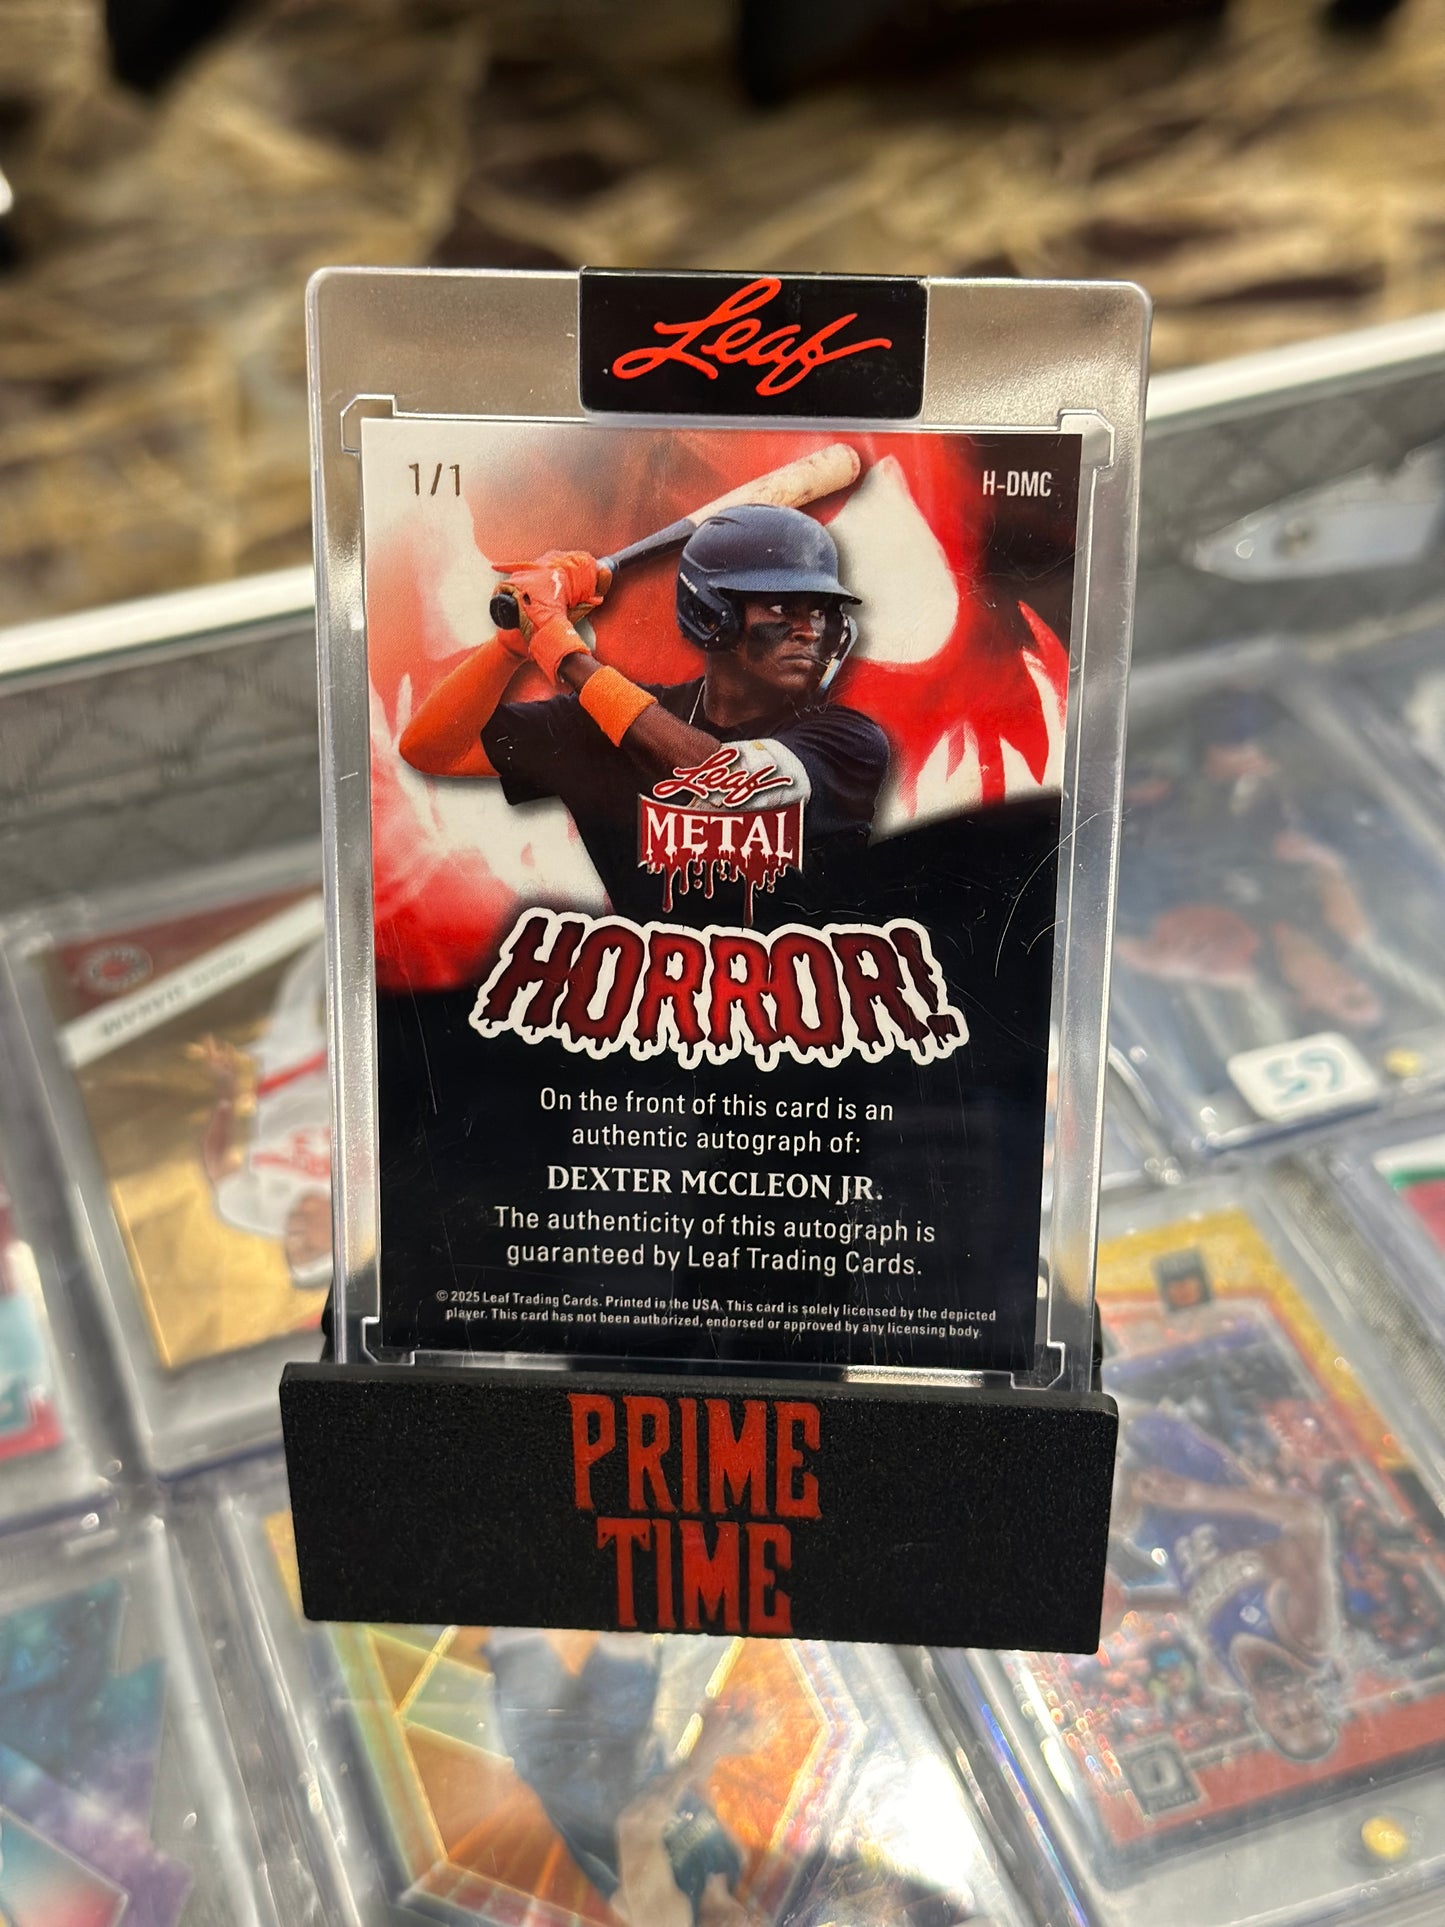 Leaf
1/1
H-DMC
Leaf
METAL
HORROR!
On the front of this card is an
authentic autograph of:
DEXTER MCCLEON JR.
The authenticity of this autograph is
guaranteed by Leaf Trading Cards.
© 2025 Leaf Trading Cards. Printed in the USA. This card is solely licensed by the depicted
player. This card has not been authorized, endorsed or approved by any licensing body.
PRIME
TIME
59